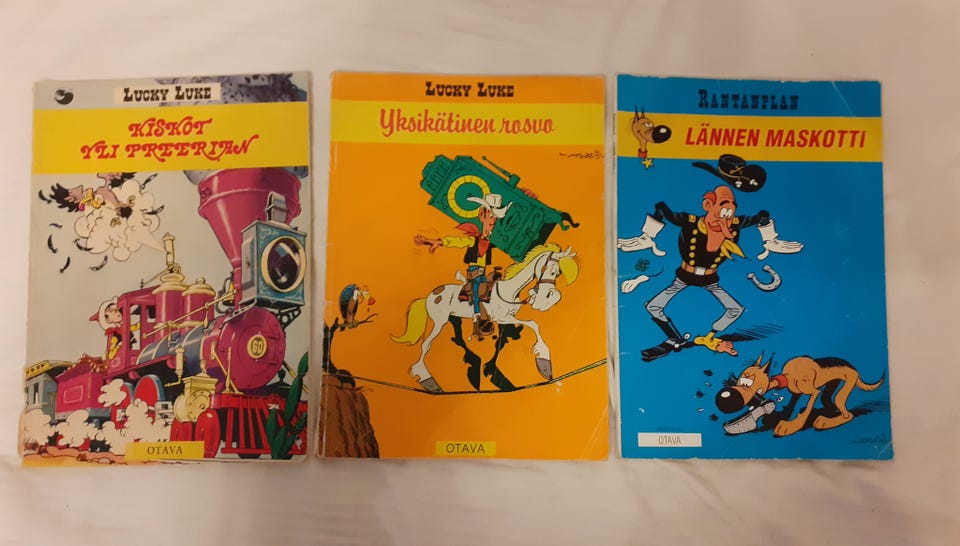 LUCKY LUKE
KISKOT
YLI PREERIAN
60
OTAVA
LUCKY LUKE
Yksikätinen rosvo
OTAVA
RANTANPLAN
LÄNNEN MASKOTTI
OTAVA